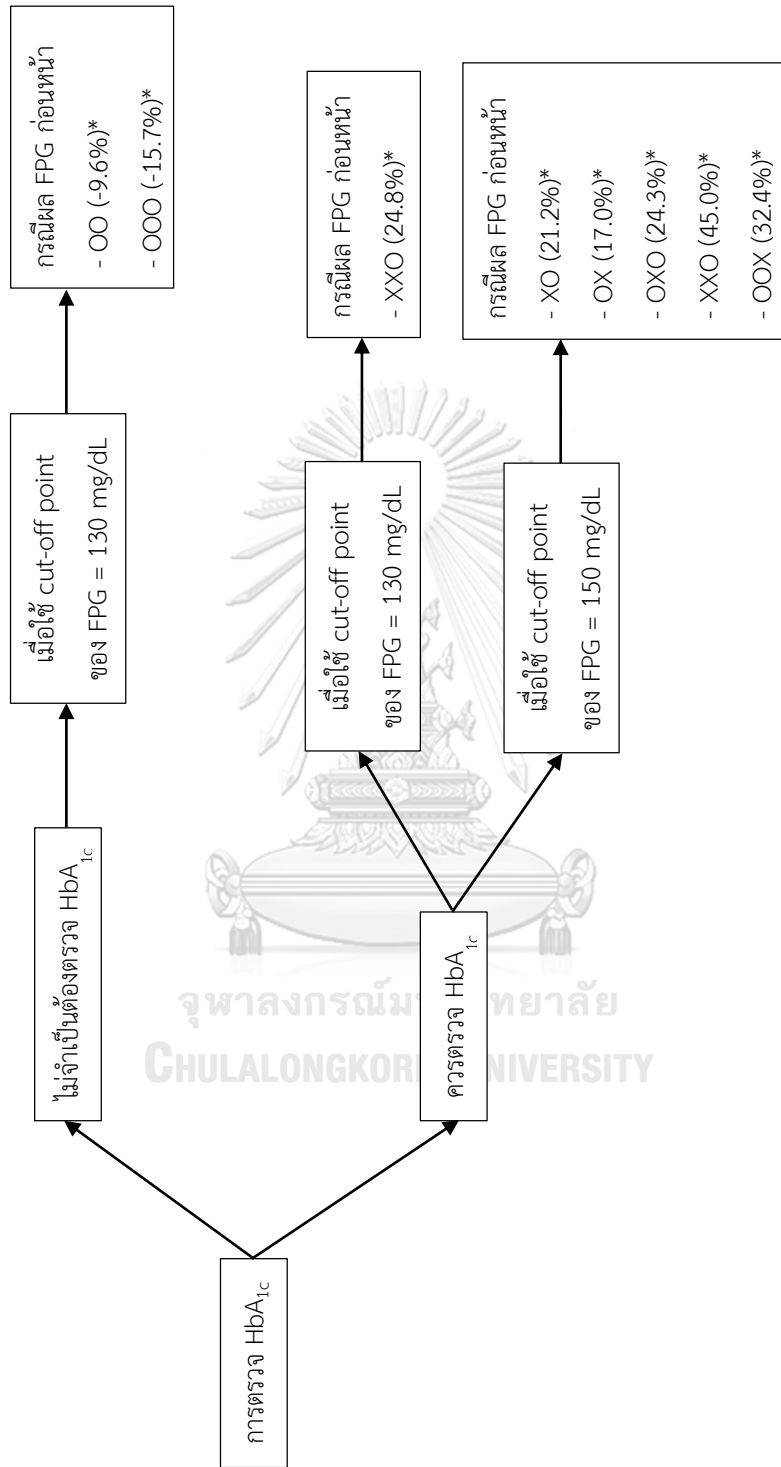 การตรวจ HbA1c
ไม่จำเป็นต้องตรวจ HbA1c
เมื่อใช้ cut-off point
ของ FPG = 130 mg/dL
กรณีผล FPG ก่อนหน้า
- OO (-9.6%)*
- OOO (-15.7%)*
ควรตรวจ HbA1c
เมื่อใช้ cut-off point
ของ FPG = 130 mg/dL
กรณีผล FPG ก่อนหน้า
- XXO (24.8%)*
เมื่อใช้ cut-off point
ของ FPG = 150 mg/dL
กรณีผล FPG ก่อนหน้า
- XO (21.2%)*
- OX (17.0%)*
- OXO (24.3%)*
- XXO (45.0%)*
- OOX (32.4%)*
จุฬาลงกรณ์ม ทยาลัย
CHULALONGKOR NIVERSITY